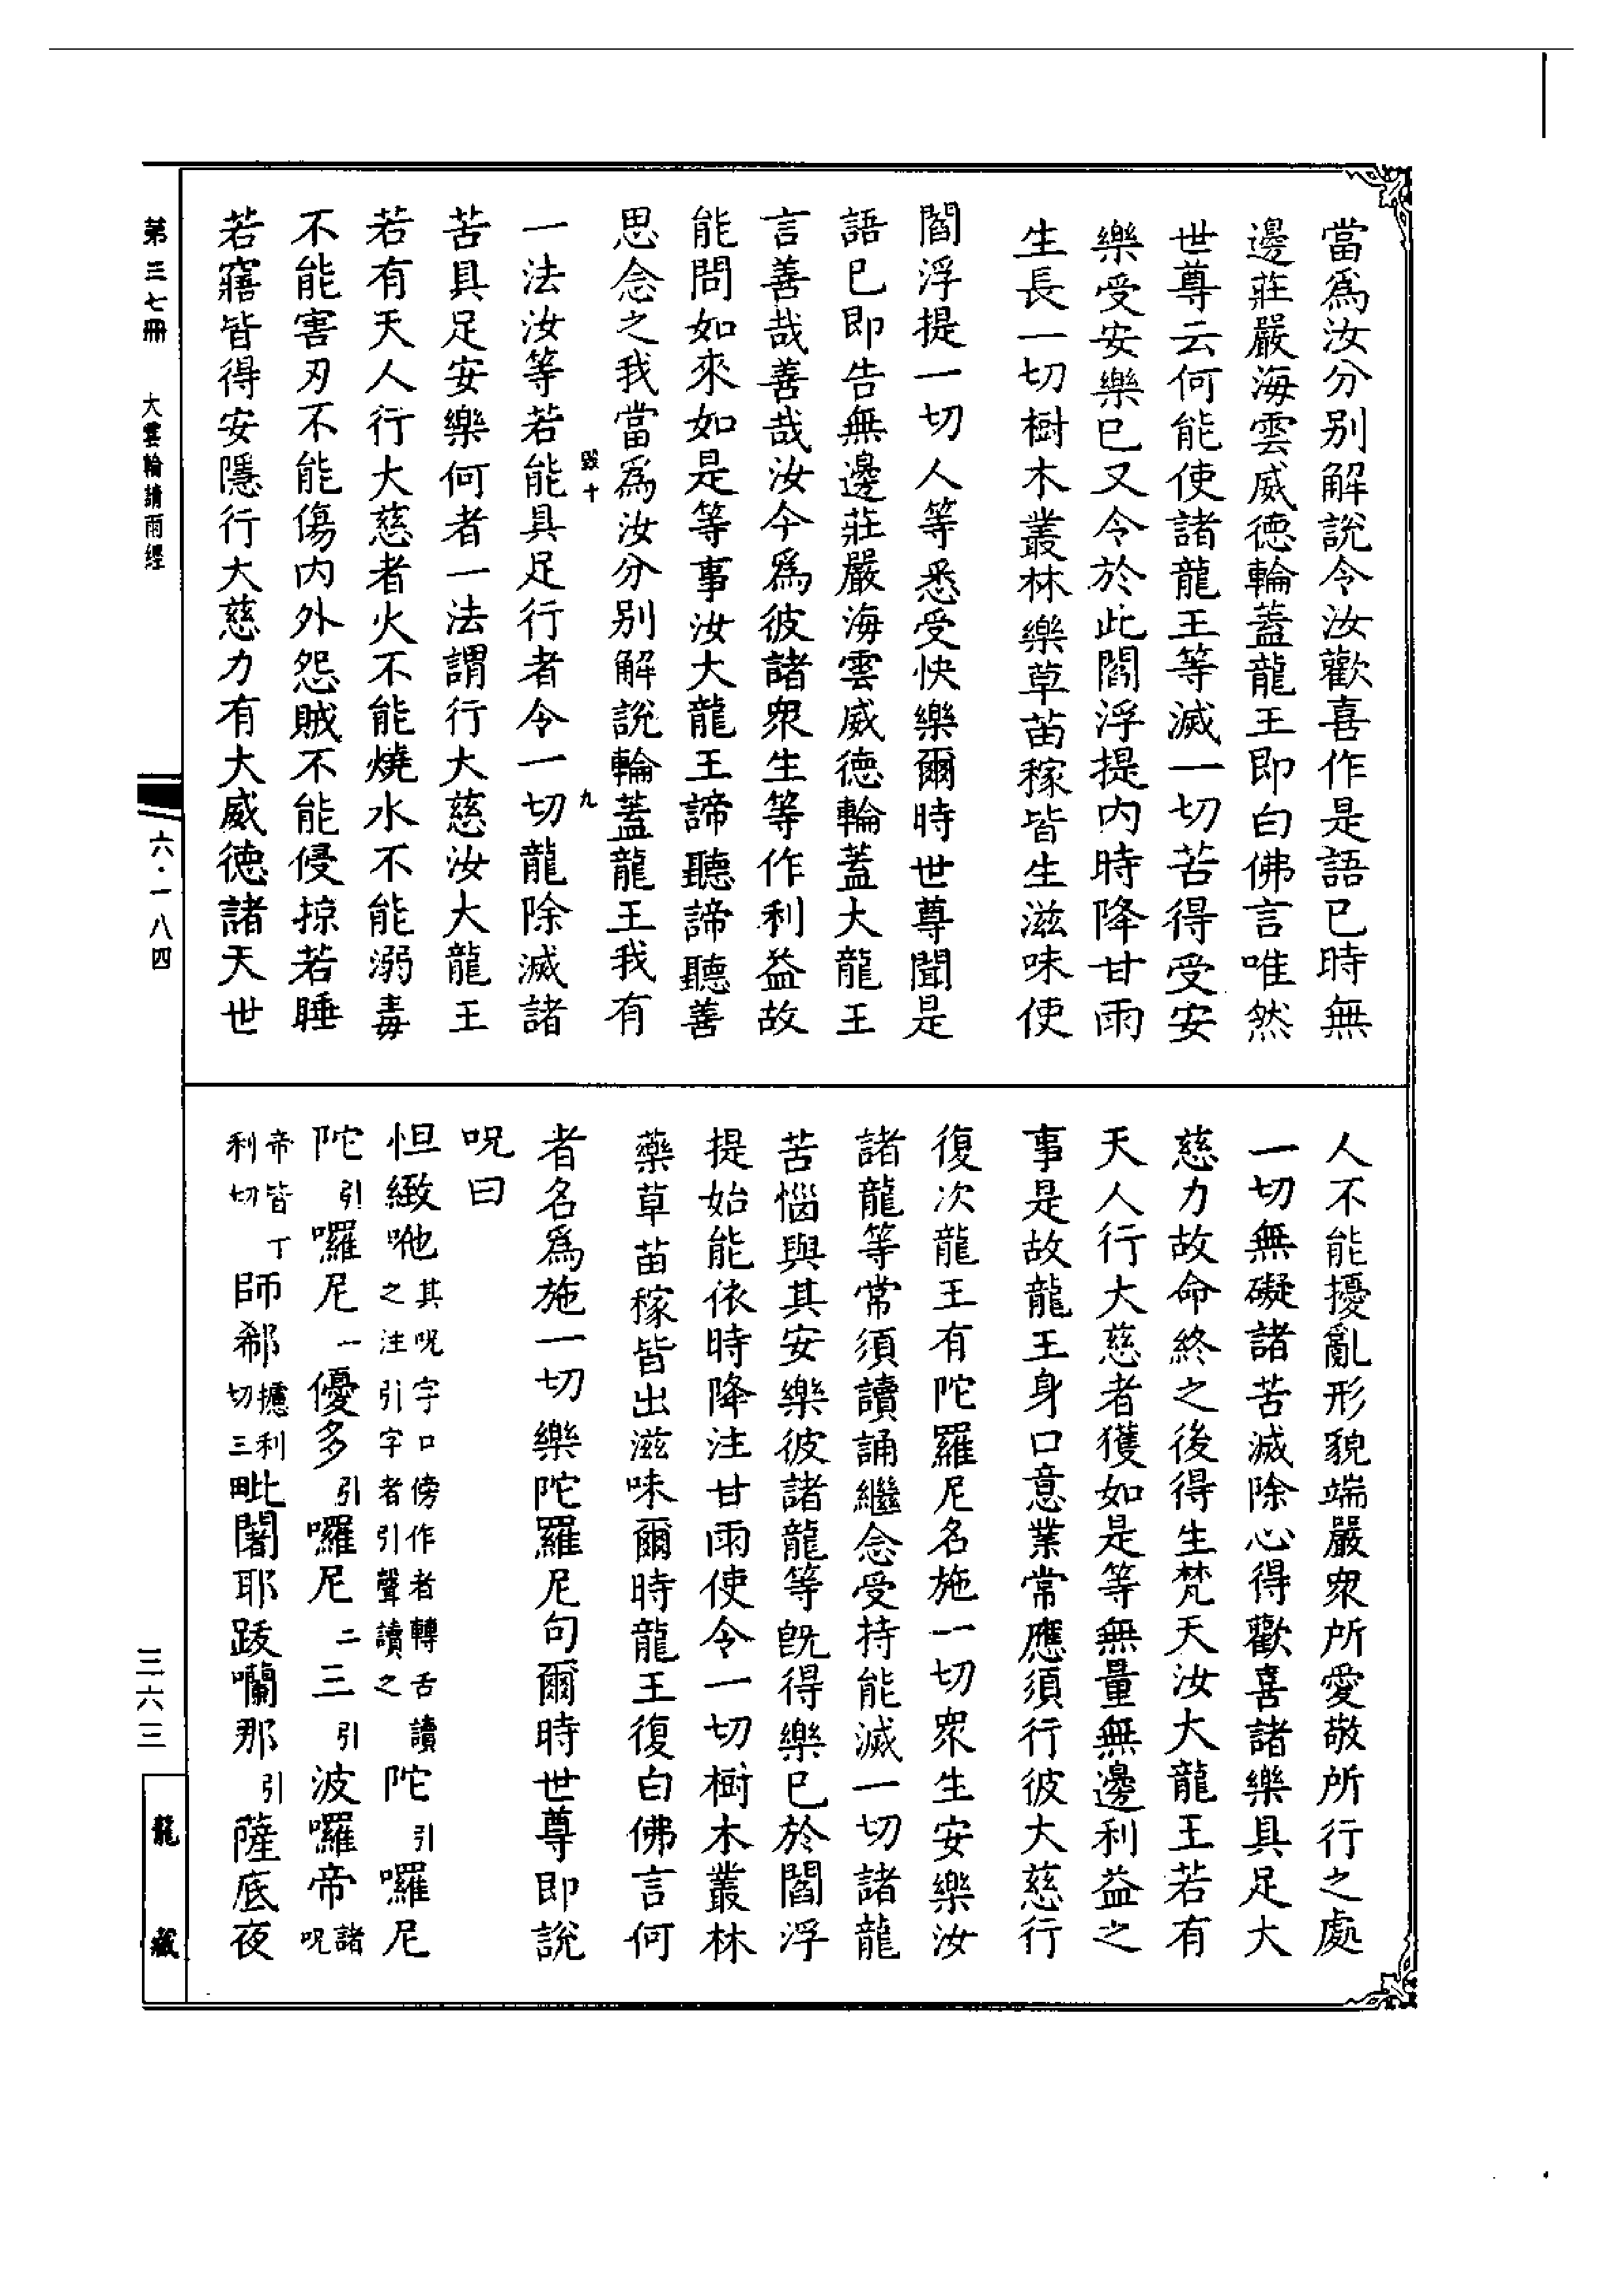 當爲汝分别解說令汝歡喜作是語已時無
邊莊嚴海雲威德輪蓋龍王即白佛言唯然
世尊云何能使諸龍王等滅一切苦得受安
樂受安樂已又令於此閻浮提内時降甘雨
生長一切樹木叢林樂草苗稼皆生滋味使
閻浮提一切人等悉受快樂爾時世尊聞是
語已即告無邊莊嚴海雲威德輪蓋大龍王
言善哉善哉汝今爲彼諸衆生等作利益故
能問如來如是等事汝大龍王諦聽諦聽善
思念之我當爲汝分别解說輪蓋龍王我有
毀十 九
一法汝等若能具足行者令一切龍除滅諸
苦具足安樂何者一法謂行大慈汝大龍王
若有天人行大慈者火不能燒水不能溺毒
不能害刃不能傷内外怨賊不能侵掠若睡
若寤皆得安隱行大慈力有大威德諸天世
人不能擾亂形貌端嚴衆所愛敬所行之處
一切無礙諸苦滅除心得歡喜諸樂具足大
慈力故命終之後得生梵天汝大龍王若有
天人行大慈者獲如是等無量無邊利益之
事是故龍王身口意業常應須行彼大慈行
復次龍王有陀羅尼名施一切衆生安樂汝
諸龍等常須讀誦繼念受持能滅一切諸龍
苦惱與其安樂彼諸龍等旣得樂已於閻浮
提始能依時降注甘雨使令一切樹木叢林
藥草苗稼皆出滋味爾時龍王復白佛言何
者名爲施一切樂陀羅尼句爾時世尊即說
呪曰
怛緻咃其呪字口傍作者轉舌讀之注引字者引聲讀之陀引囉尼
陀引囉尼一優多引囉尼二三引波囉帝諸呪
帝皆丁利切師郗攄利切三毗闍耶跋囒那引薩底夜
第三七冊 大雲輪請雨經
六·一八四
三六三
龍藏